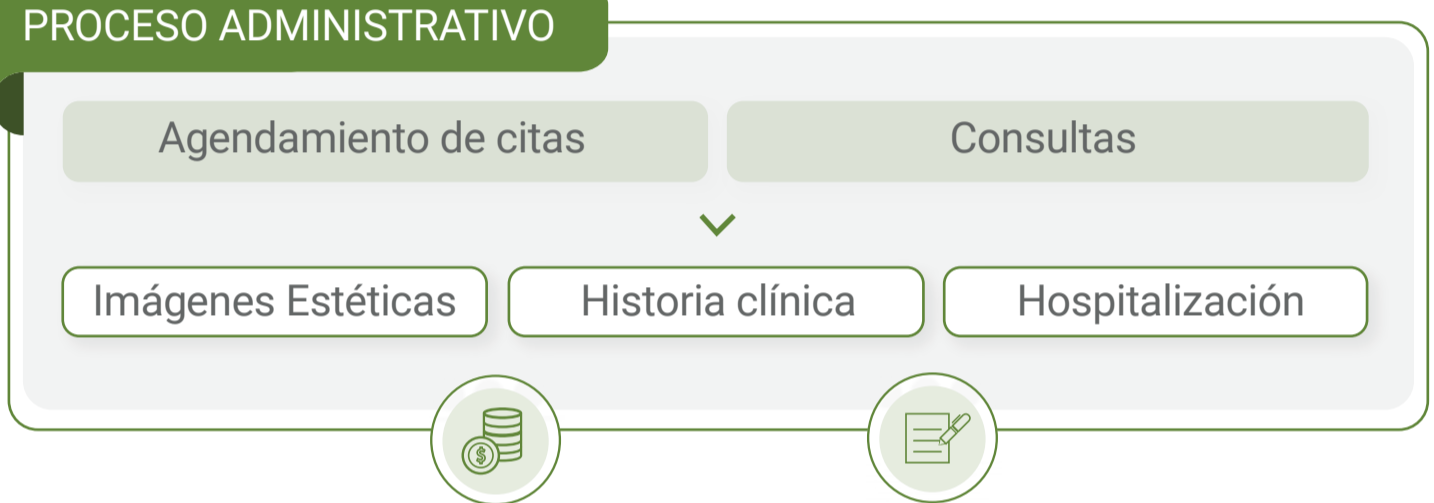 PROCESO ADMINISTRATIVO
Agendamiento de citas
Consultas
Imágenes Estéticas
Historia clínica
Hospitalización
$